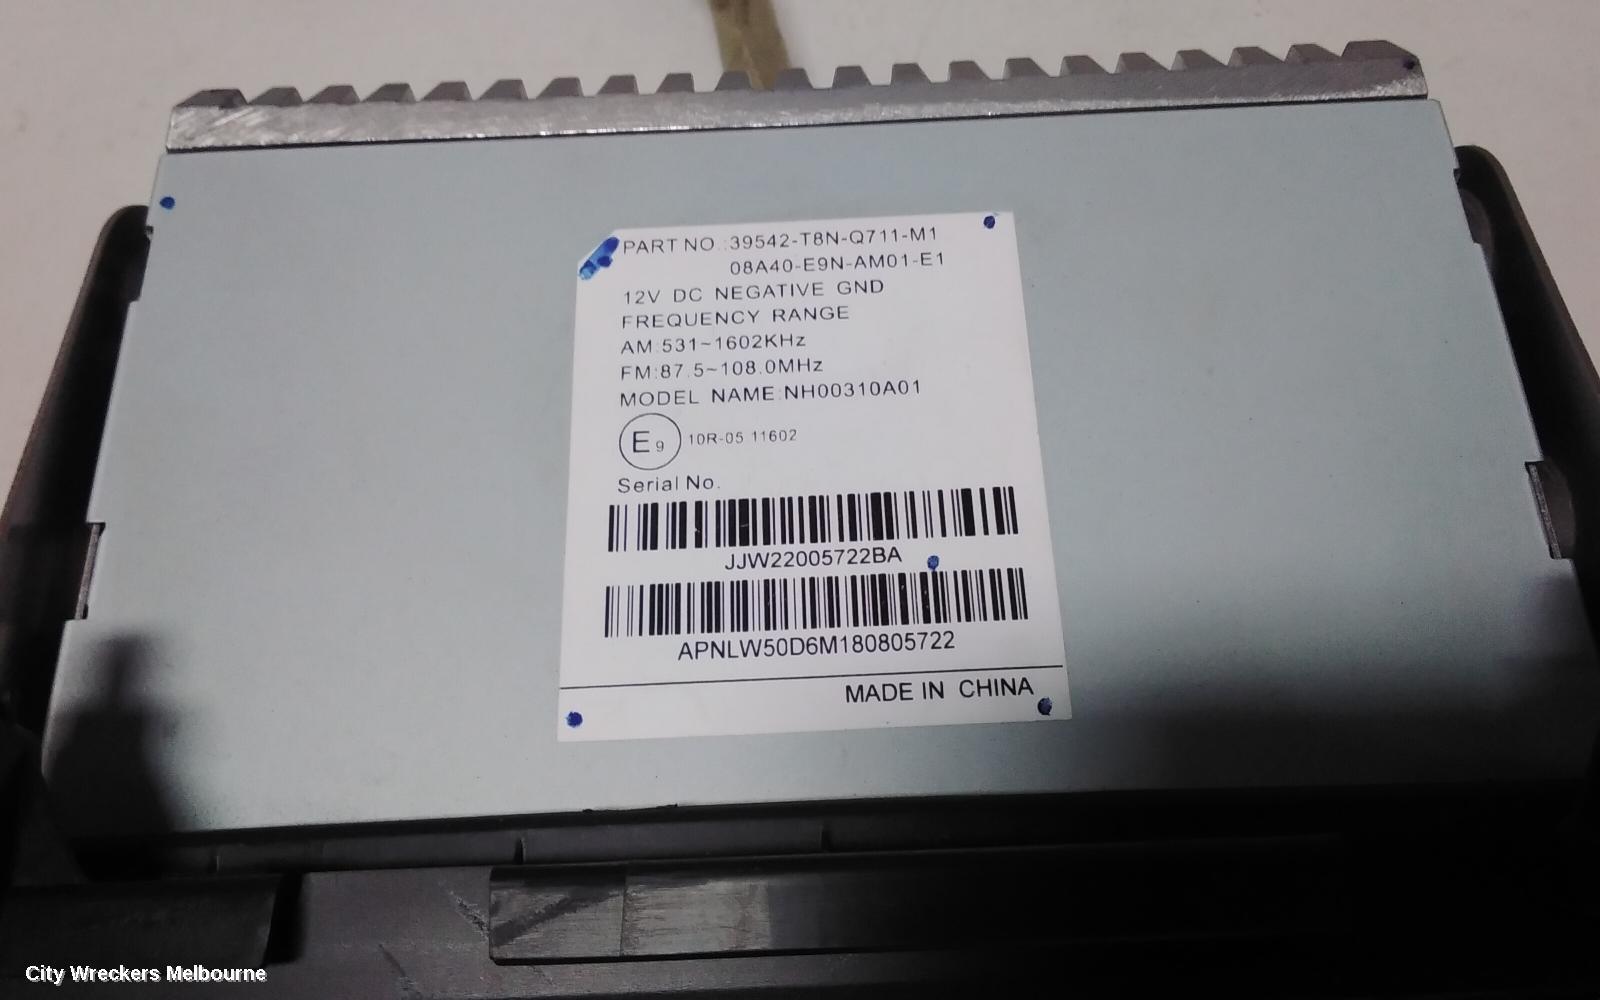 PART NO.:39542-T8N-Q711-M1
08A40-E9N-AM01-E1
12V DC NEGATIVE GND
FREQUENCY RANGE
AM:531~1602KHz
FM:87.5~108.0MHz
MODEL NAME:NH00310A01
E9 10R-05 11602
Serial No.
JJW22005722BA
APNLW50D6M180805722
MADE IN CHINA
City Wreckers Melbourne